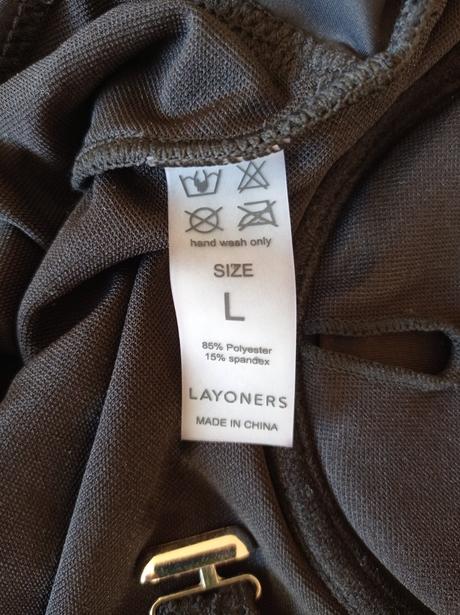 hand wash only
SIZE
L
85% Polyester
15% spandex
LAYONERS
MADE IN CHINA